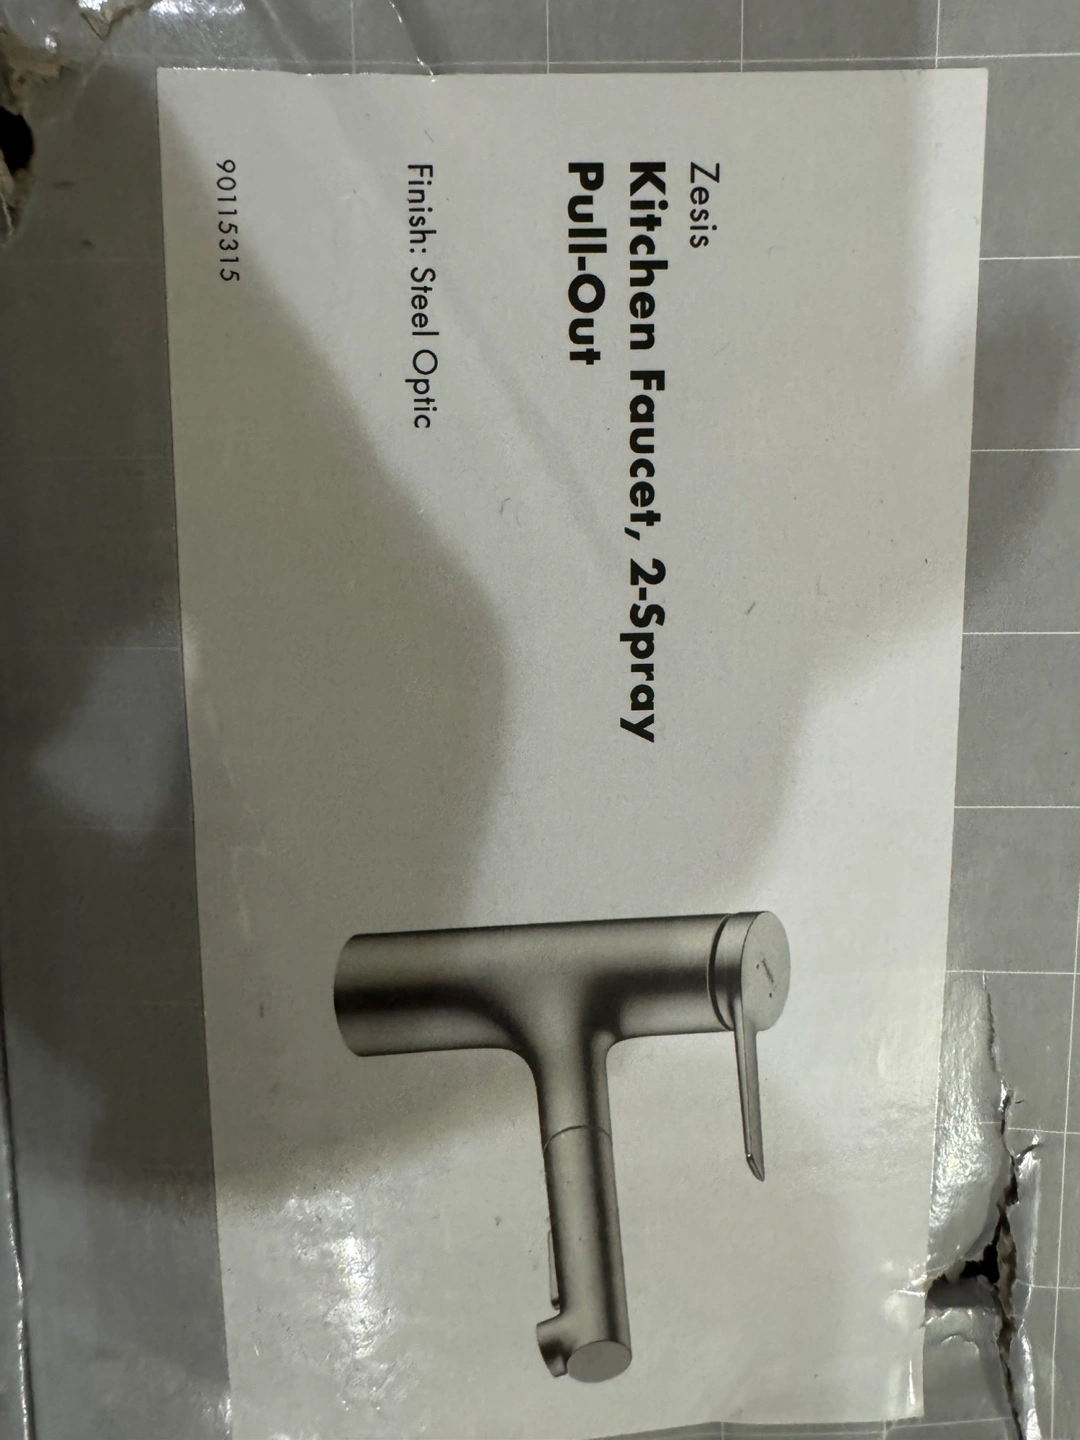 Zesis
Kitchen Faucet, 2-Spray
Pull-Out
Finish: Steel Optic
90115315